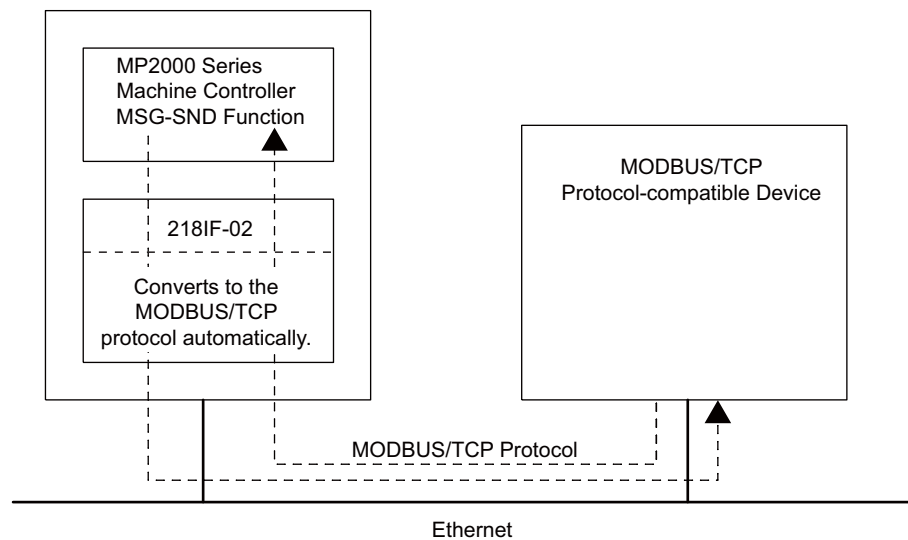 MP2000 Series
Machine Controller
MSG-SND Function
218IF-02
Converts to the
MODBUS/TCP
protocol automatically.
MODBUS/TCP
Protocol-compatible Device
MODBUS/TCP Protocol
Ethernet